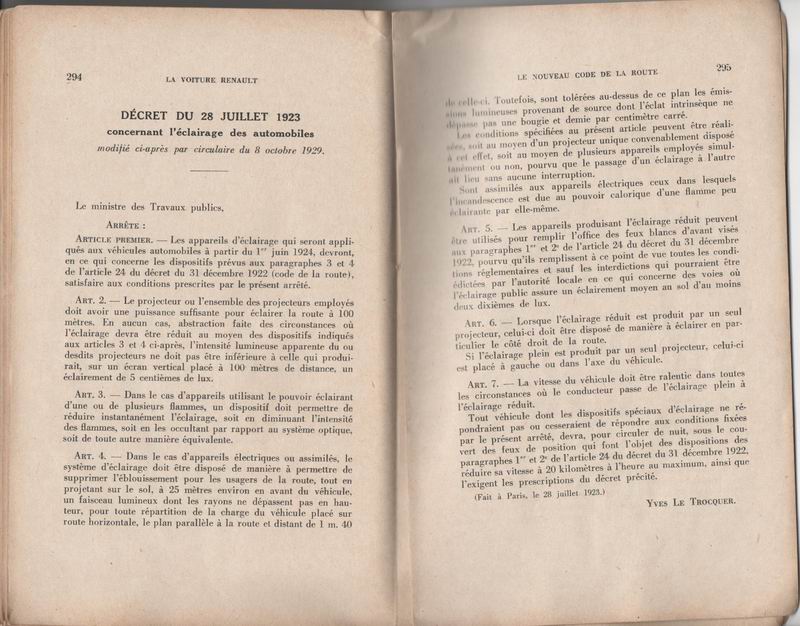 294
LA VOITURE RENAULT
DÉCRET DU 28 JUILLET 1923
concernant l'éclairage des automobiles
modifié ci-après par circulaire du 8 octobre 1929.
Le ministre des Travaux publics,
ARRÊTE :
ARTICLE PREMIER. — Les appareils d'éclairage qui seront appli-
qués aux véhicules automobiles à partir du 1er juin 1924, devront,
en ce qui concerne les dispositifs prévus aux paragraphes 3 et 4
de l'article 24 du décret du 31 décembre 1922 (code de la route),
satisfaire aux conditions prescrites par le présent arrêté.
ART. 2. — Le projecteur ou l'ensemble des projecteurs employés
doit avoir une puissance suffisante pour éclairer la route à 100
mètres. En aucun cas, abstraction faite des circonstances où
l'éclairage devra être réduit au moyen des dispositifs indiqués
aux articles 3 et 4 ci-après, l'intensité lumineuse apparente du ou
desdits projecteurs ne doit pas être inférieure à celle qui produi-
rait, sur un écran vertical placé à 100 mètres de distance, un
éclairement de 5 centièmes de lux.
ART. 3. — Dans le cas d'appareils utilisant le pouvoir éclairant
d'une ou de plusieurs flammes, un dispositif doit permettre de
réduire instantanément l'éclairage, soit en diminuant l'intensité
des flammes, soit en les occultant par rapport au système optique,
soit de toute autre manière équivalente.
ART. 4. — Dans le cas d'appareils électriques ou assimilés, le
système d'éclairage doit être disposé de manière à permettre de
supprimer l'éblouissement pour les usagers de la route, tout en
projetant sur le sol, à 25 mètres environ en avant du véhicule,
un faisceau lumineux dont les rayons ne dépassent pas en hau-
teur, pour toute répartition de la charge du véhicule placé sur
route horizontale, le plan parallèle à la route et distant de 1 m. 40
LE NOUVEAU CODE DE LA ROUTE
295
de celle-ci. Toutefois, sont tolérées au-dessus de ce plan les émis-
sions lumineuses provenant de source dont l'éclat intrinsèque ne
dépasse pas une bougie et demie par centimètre carré.
Les conditions spécifiées au présent article peuvent être réali-
sées, soit au moyen d'un projecteur unique convenablement disposé
à cet effet, soit au moyen de plusieurs appareils employés simul-
tanément ou non, pourvu que le passage d'un éclairage à l'autre
ait lieu sans aucune interruption.
Sont assimilés aux appareils électriques ceux dans lesquels
l'incandescence est due au pouvoir calorique d'une flamme peu
éclairante par elle-même.
ART. 5. — Les appareils produisant l'éclairage réduit peuvent
être utilisés pour remplir l'office des feux blancs d'avant visés
aux paragraphes 1er et 2e de l'article 24 du décret du 31 décembre
1922, pourvu qu'ils remplissent à ce point de vue toutes les condi-
tions réglementaires et sauf les interdictions qui pourraient être
édictées par l'autorité locale en ce qui concerne des voies où
l'éclairage public assure un éclairement moyen au sol d'au moins
deux dixièmes de lux.
ART. 6. — Lorsque l'éclairage réduit est produit par un seul
projecteur, celui-ci doit être disposé de manière à éclairer en par-
ticulier le côté droit de la route.
Si l'éclairage plein est produit par un seul projecteur, celui-ci
est placé à gauche ou dans l'axe du véhicule.
ART. 7. — La vitesse du véhicule doit être ralentie dans toutes
les circonstances où le conducteur passe de l'éclairage plein à
l'éclairage réduit.
Tout véhicule dont les dispositifs spéciaux d'éclairage ne ré-
pondraient pas ou cesseraient de répondre aux conditions fixées
par le présent arrêté, devra, pour circuler de nuit, sous le cou-
vert des feux de position qui font l'objet des dispositions des
paragraphes 1er et 2e de l'article 24 du décret du 31 décembre 1922,
réduire sa vitesse à 20 kilomètres à l'heure au maximum, ainsi que
l'exigent les prescriptions du décret précité.
(Fait à Paris, le 28 juillet 1923.)
YVES LE TROCQUER.